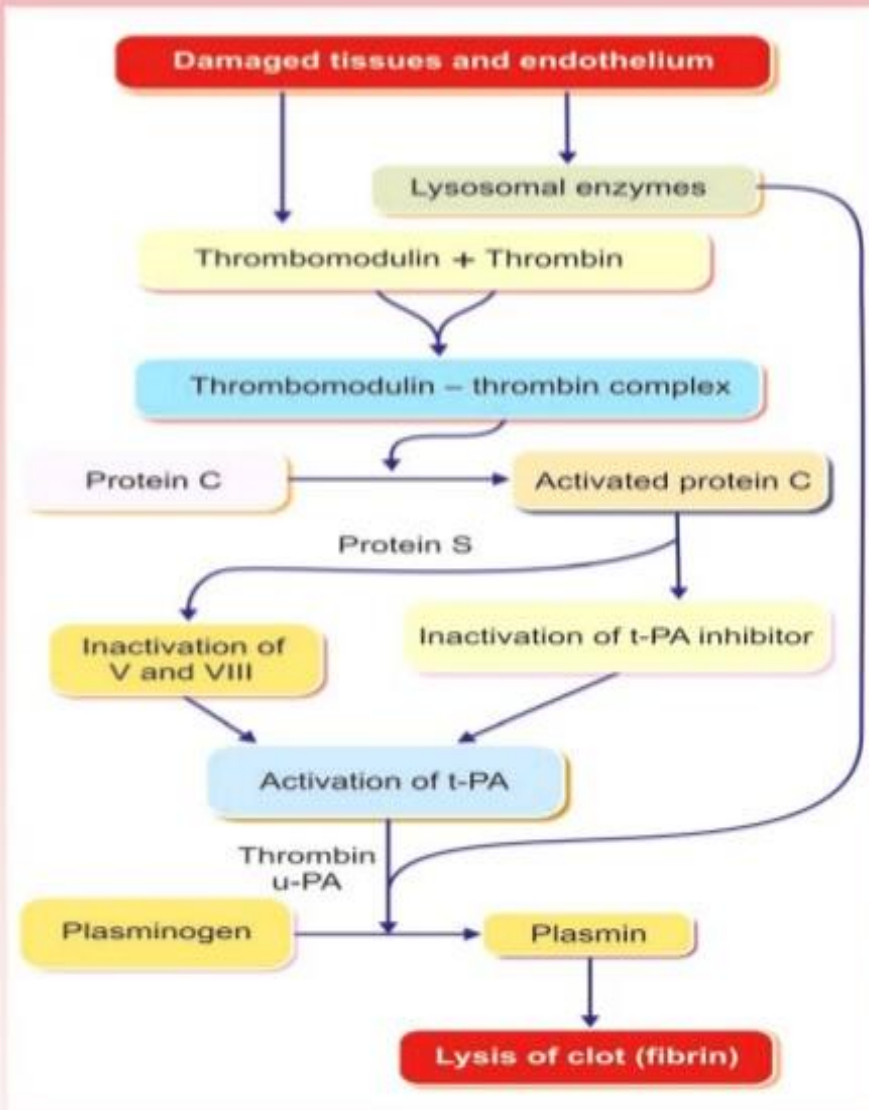 Damaged tissues and endothelium
Lysosomal enzymes
Thrombomodulin + Thrombin
Thrombomodulin – thrombin complex
Protein C
Activated protein C
Protein S
Inactivation of
V and VIII
Inactivation of t-PA inhibitor
Activation of t-PA
Thrombin
u-PA
Plasminogen
Plasmin
Lysis of clot (fibrin)